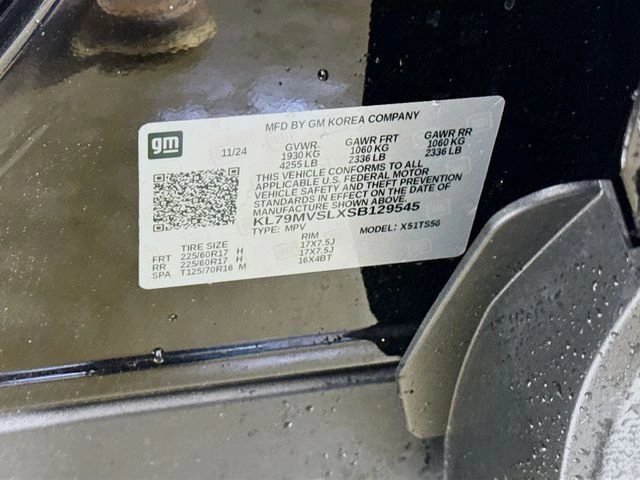 MFD BY GM KOREA COMPANY
gm
11/24 GVWR GAWR FRT GAWR RR
1930 KG 1060 KG 1060 KG
4255 LB 2336 LB 2336 LB
THIS VEHICLE CONFORMS TO ALL
APPLICABLE U.S. FEDERAL MOTOR
VEHICLE SAFETY AND THEFT PREVENTION
STANDARDS IN EFFECT ON THE DATE OF
MANUFACTURE SHOWN ABOVE.
KL79MVSLXSB129545
TYPE: MPV MODEL: X51TS56
TIRE SIZE RIM
FRT 225/60R17 H 17X7.5J
RR 225/60R17 H 17X7.5J
SPA T125/70R16 M 16X4BT